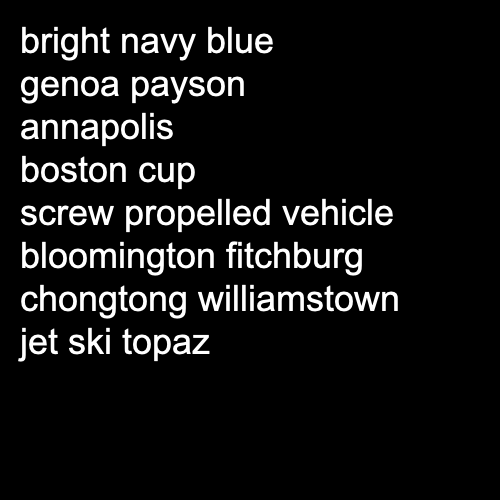 bright navy blue
genoa payson
annapolis
boston cup
screw propelled vehicle
bloomington fitchburg
chongtong williamstown
jet ski topaz